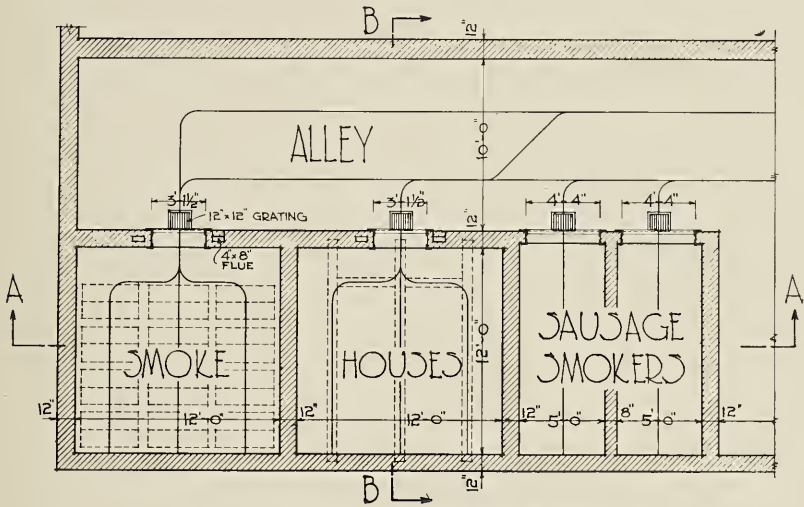 B
12"
ALLEY
10'-0"
3'-1½"
12"×12" GRATING
3'-1½"
4'-4"
4'-4"
12"
4"×8"
FLUE
A
A
SMOKE
HOUSES
12'-0"
SAUSAGE
SMOKERS
12"
12'-0"
12"
12'-0"
12"
5'-0"
8"
5'-0"
12"
12"
B